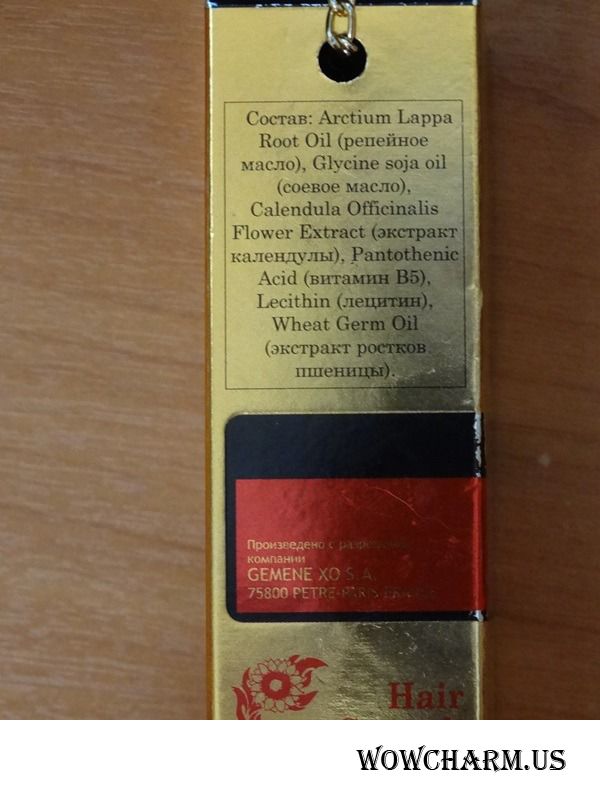 Состав: Arctium Lappa
Root Oil (репейное
масло), Glycine soja oil
(соевое масло),
Calendula Officinalis
Flower Extract (экстракт
календулы), Pantothenic
Acid (витамин B5),
Lecithin (лецитин),
Wheat Germ Oil
(экстракт ростков
пшеницы).
Произведено с
компании
GEMENE XO S.A.
75800 PETRE-PARIS
Hair
WOWCHARM.US